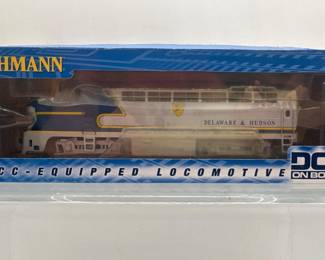 HMANN
DELAWARE & HUDSON
CC-EQUIPPED LOCOMOTIVE
DC
ON BO